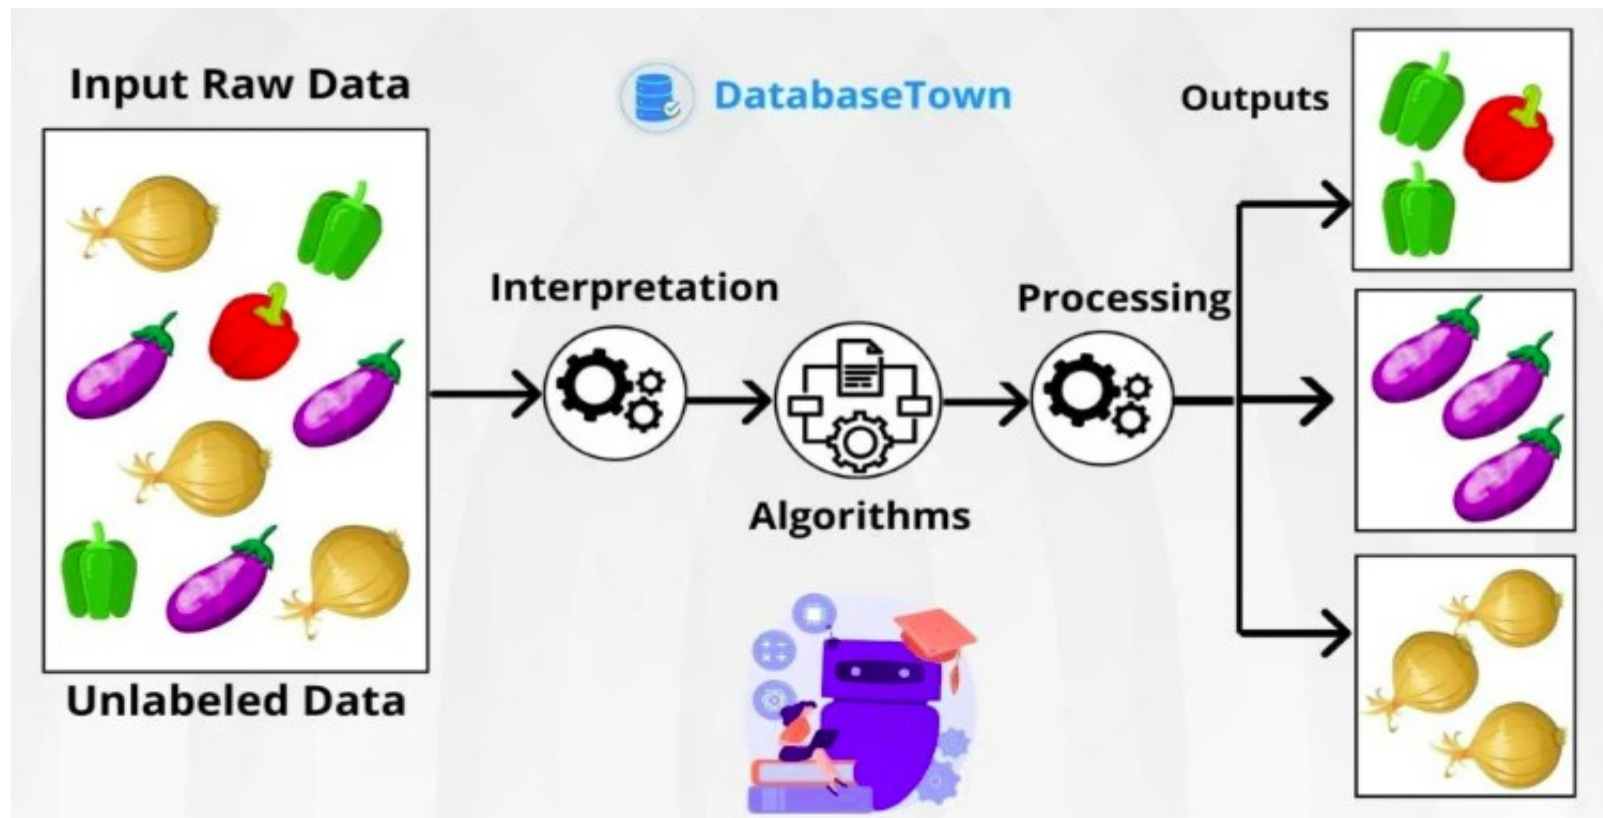 Input Raw Data
DatabaseTown
Outputs
Interpretation
Processing
Algorithms
Unlabeled Data